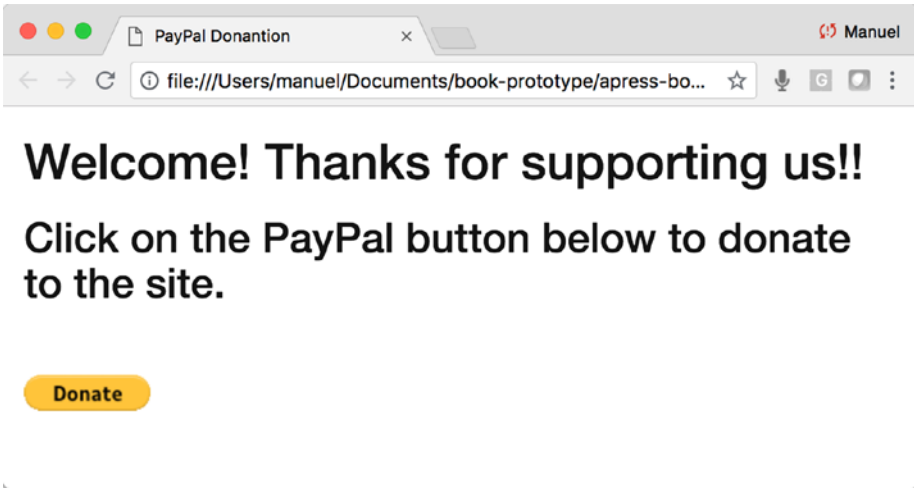 PayPal Donantion
Manuel
file:///Users/manuel/Documents/book-prototype/apress-bo...
G
Welcome! Thanks for supporting us!!
Click on the PayPal button below to donate
to the site.
Donate